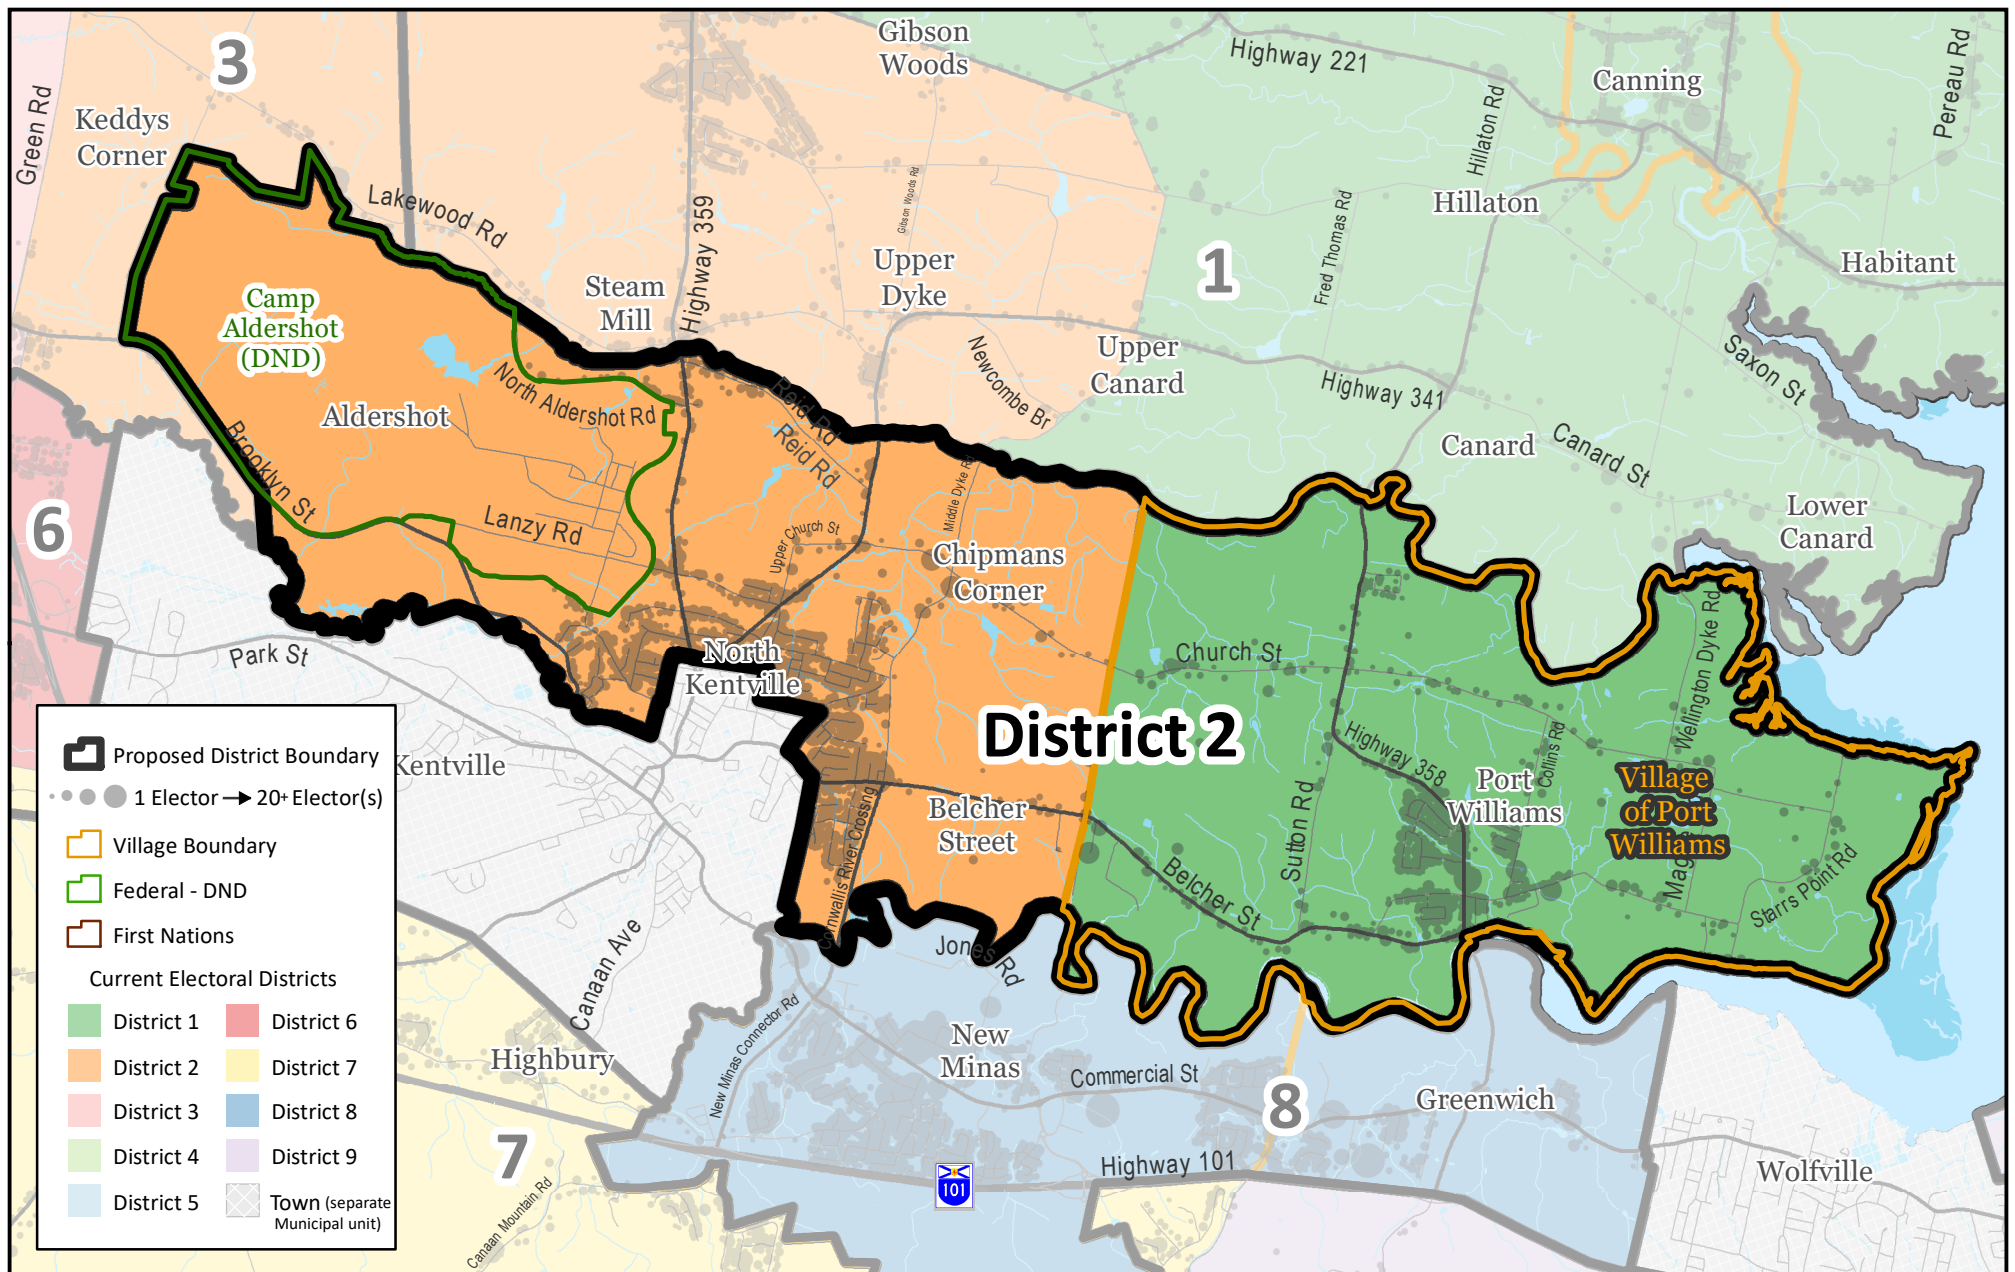 3
Gibson
Woods
Highway 221
Canning
Pereau Rd
Green Rd
Keddys
Corner
Hillaton Rd
Lakewood Rd
Highway 359
Gibson Woods Rd
Fred Thomas Rd
Hillaton
1
Habitant
Upper
Dyke
Steam
Mill
Camp
Aldershot
(DND)
Newcombe Br
Upper
Canard
Highway 341
Saxon St
North Aldershot Rd
Aldershot
Reid Rd
Reid Rd
Canard
Canard St
Brooklyn St
6
Lanzy Rd
Middle Dyke Rd
Upper Church St
Chipmans
Corner
Lower
Canard
Park St
North
Kentville
Church St
Wellington Dyke Rd
District 2
Highway 358
Collins Rd
Kentville
Port
Williams
Village
of Port
Williams
Belcher
Street
Sutton Rd
Mag
Starrs Point Rd
Belcher St
Cornwallis River Crossng
Jones Rd
Canaan Ave
New Minas Connector Rd
New
Minas
Highbury
Commercial St
8
Greenwich
7
Highway 101
101
Canaan Mountain Rd
Wolfville
Proposed District Boundary
1 Elector → 20+ Elector(s)
Village Boundary
Federal - DND
First Nations
Current Electoral Districts
District 1
District 2
District 3
District 4
District 5
District 6
District 7
District 8
District 9
Town (separate
Municipal unit)